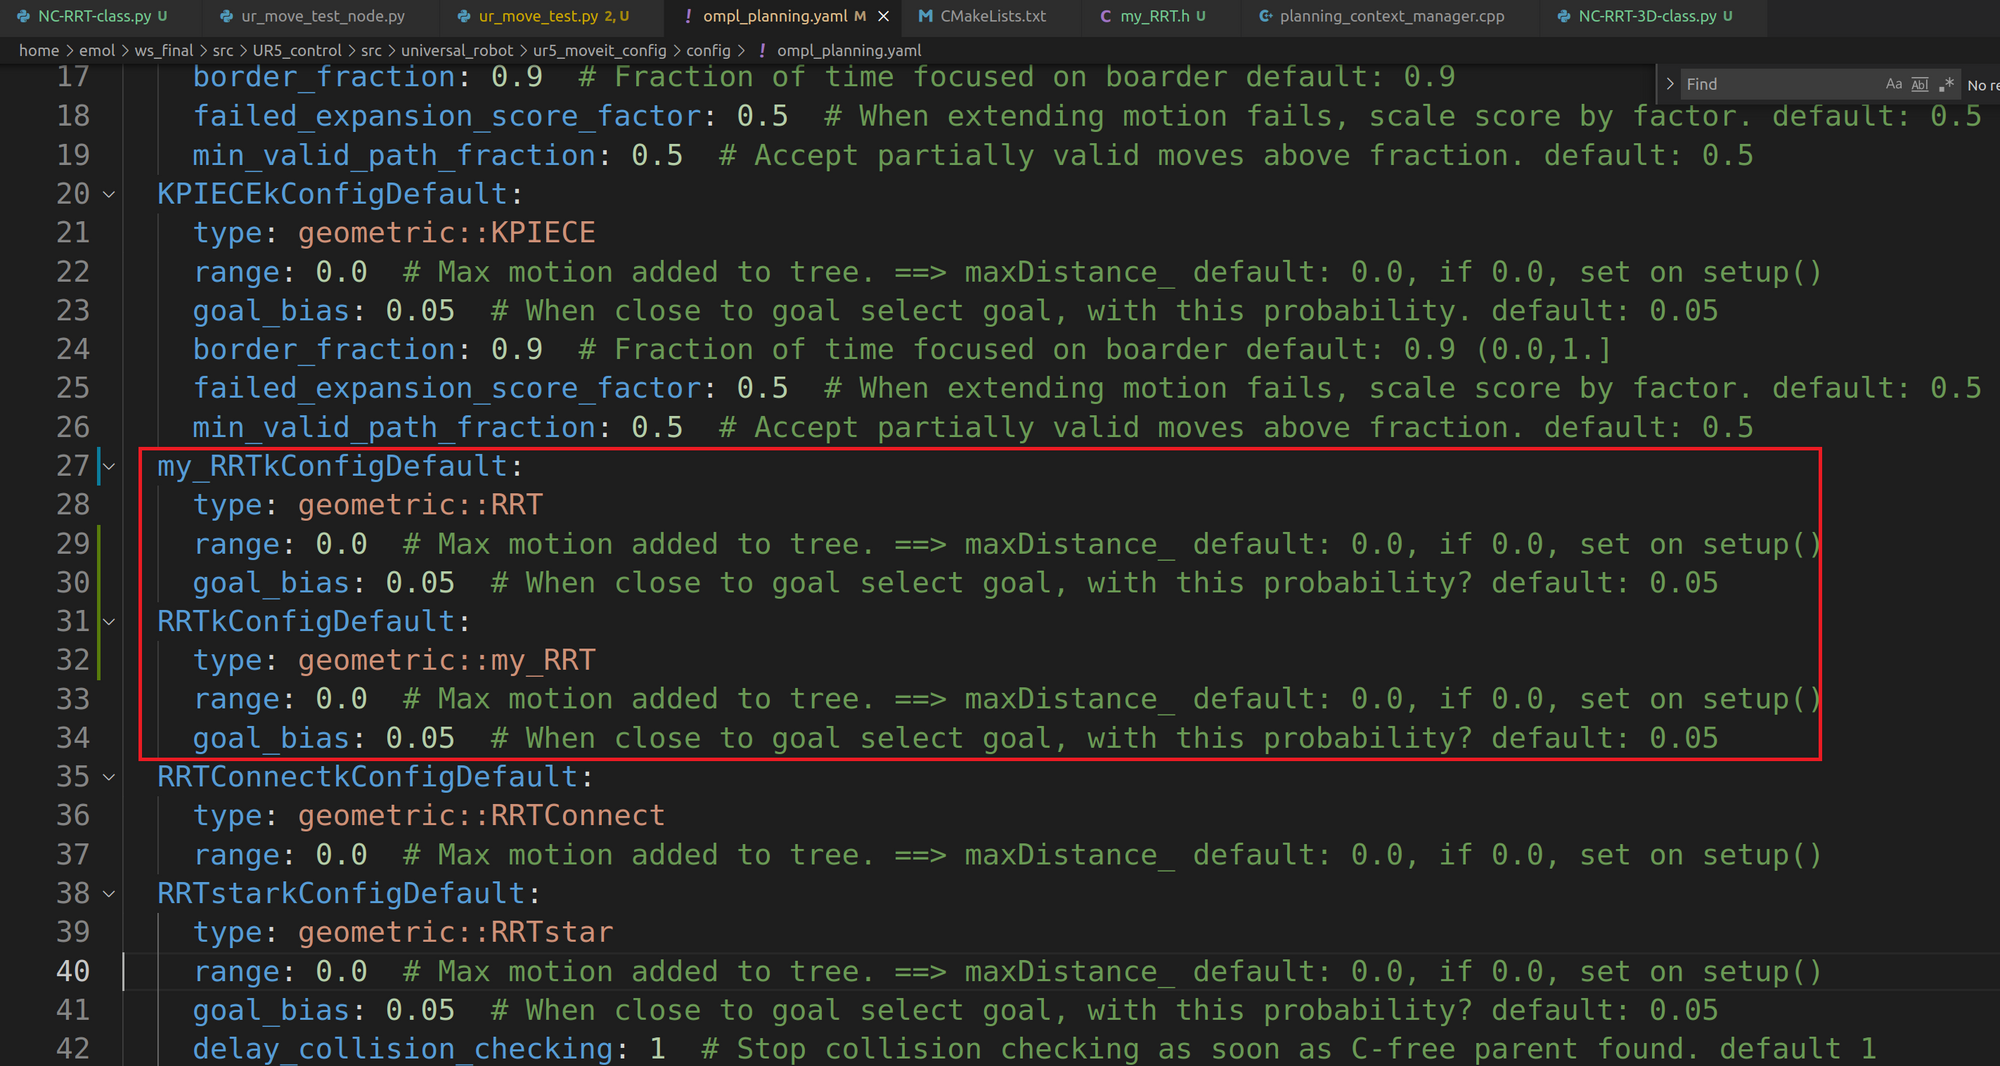 NC-RRT-class.py U ur_move_test_node.py ur_move_test.py 2, U ! ompl_planning.yaml M × M CMakeLists.txt C my_RRT.h U C+ planning_context_manager.cpp NC-RRT-3D-class.py U
home > emol > ws_final > src > UR5_control > src > universal_robot > ur5_moveit_config > config > ! ompl_planning.yaml
> Find Aa Abl .* No re
17 border_fraction: 0.9 # Fraction of time focused on boarder default: 0.9
18 failed_expansion_score_factor: 0.5 # When extending motion fails, scale score by factor. default: 0.5
19 min_valid_path_fraction: 0.5 # Accept partially valid moves above fraction. default: 0.5
20 KPIECEkConfigDefault:
21 type: geometric::KPIECE
22 range: 0.0 # Max motion added to tree. ==> maxDistance_ default: 0.0, if 0.0, set on setup()
23 goal_bias: 0.05 # When close to goal select goal, with this probability. default: 0.05
24 border_fraction: 0.9 # Fraction of time focused on boarder default: 0.9 (0.0,1.]
25 failed_expansion_score_factor: 0.5 # When extending motion fails, scale score by factor. default: 0.5
26 min_valid_path_fraction: 0.5 # Accept partially valid moves above fraction. default: 0.5
27 my_RRTkConfigDefault:
28 type: geometric::RRT
29 range: 0.0 # Max motion added to tree. ==> maxDistance_ default: 0.0, if 0.0, set on setup()
30 goal_bias: 0.05 # When close to goal select goal, with this probability? default: 0.05
31 RRTkConfigDefault:
32 type: geometric::my_RRT
33 range: 0.0 # Max motion added to tree. ==> maxDistance_ default: 0.0, if 0.0, set on setup()
34 goal_bias: 0.05 # When close to goal select goal, with this probability? default: 0.05
35 RRTConnectkConfigDefault:
36 type: geometric::RRTConnect
37 range: 0.0 # Max motion added to tree. ==> maxDistance_ default: 0.0, if 0.0, set on setup()
38 RRTstarkConfigDefault:
39 type: geometric::RRTstar
40 range: 0.0 # Max motion added to tree. ==> maxDistance_ default: 0.0, if 0.0, set on setup()
41 goal_bias: 0.05 # When close to goal select goal, with this probability? default: 0.05
42 delay_collision_checking: 1 # Stop collision checking as soon as C-free parent found. default 1